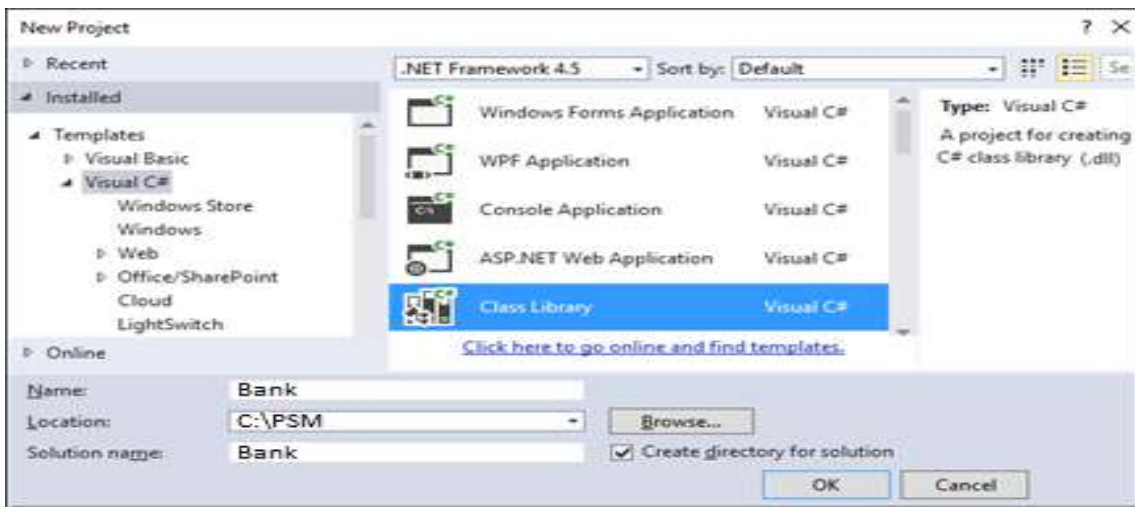 New Project
? ×
Recent
Installed
Templates
Visual Basic
Visual C#
Windows Store
Windows
Web
Office/SharePoint
Cloud
LightSwitch
Online
.NET Framework 4.5 Sort by: Default Se
Windows Forms Application Visual C#
WPF Application Visual C#
Console Application Visual C#
ASP.NET Web Application Visual C#
Class Library Visual C#
Click here to go online and find templates.
Type: Visual C#
A project for creating
C# class library (.dll)
Name: Bank
Location: C:\PSM Browse...
Solution name: Bank Create directory for solution
OK Cancel